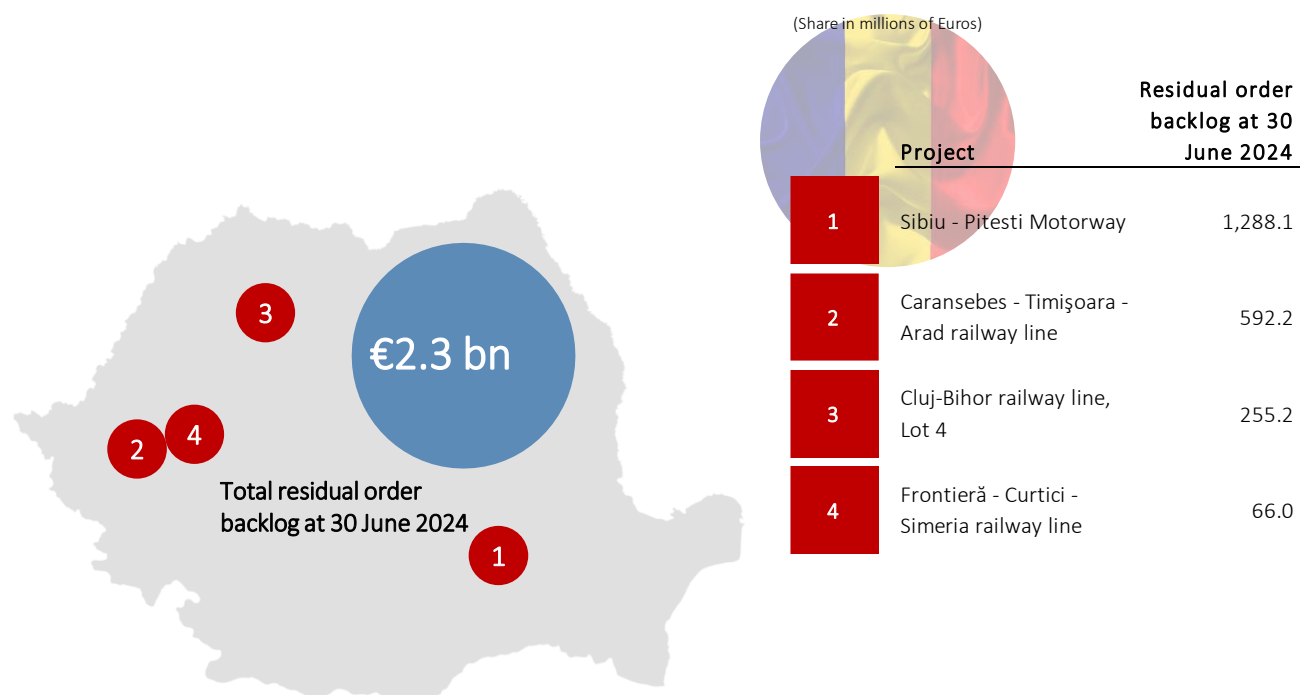 (Share in millions of Euros)
Residual order
backlog at 30
June 2024
Project
1
Sibiu - Pitesti Motorway
1,288.1
2
Caransebes - Timişoara -
Arad railway line
592.2
3
Cluj-Bihor railway line,
Lot 4
255.2
4
Frontieră - Curtici -
Simeria railway line
66.0
3
€2.3 bn
2
4
Total residual order
backlog at 30 June 2024
1